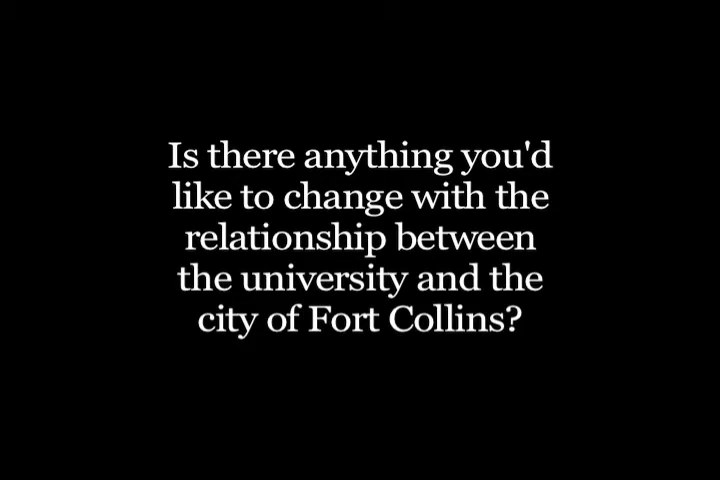 Is there anything you'd
like to change with the
relationship between
the university and the
city of Fort Collins?